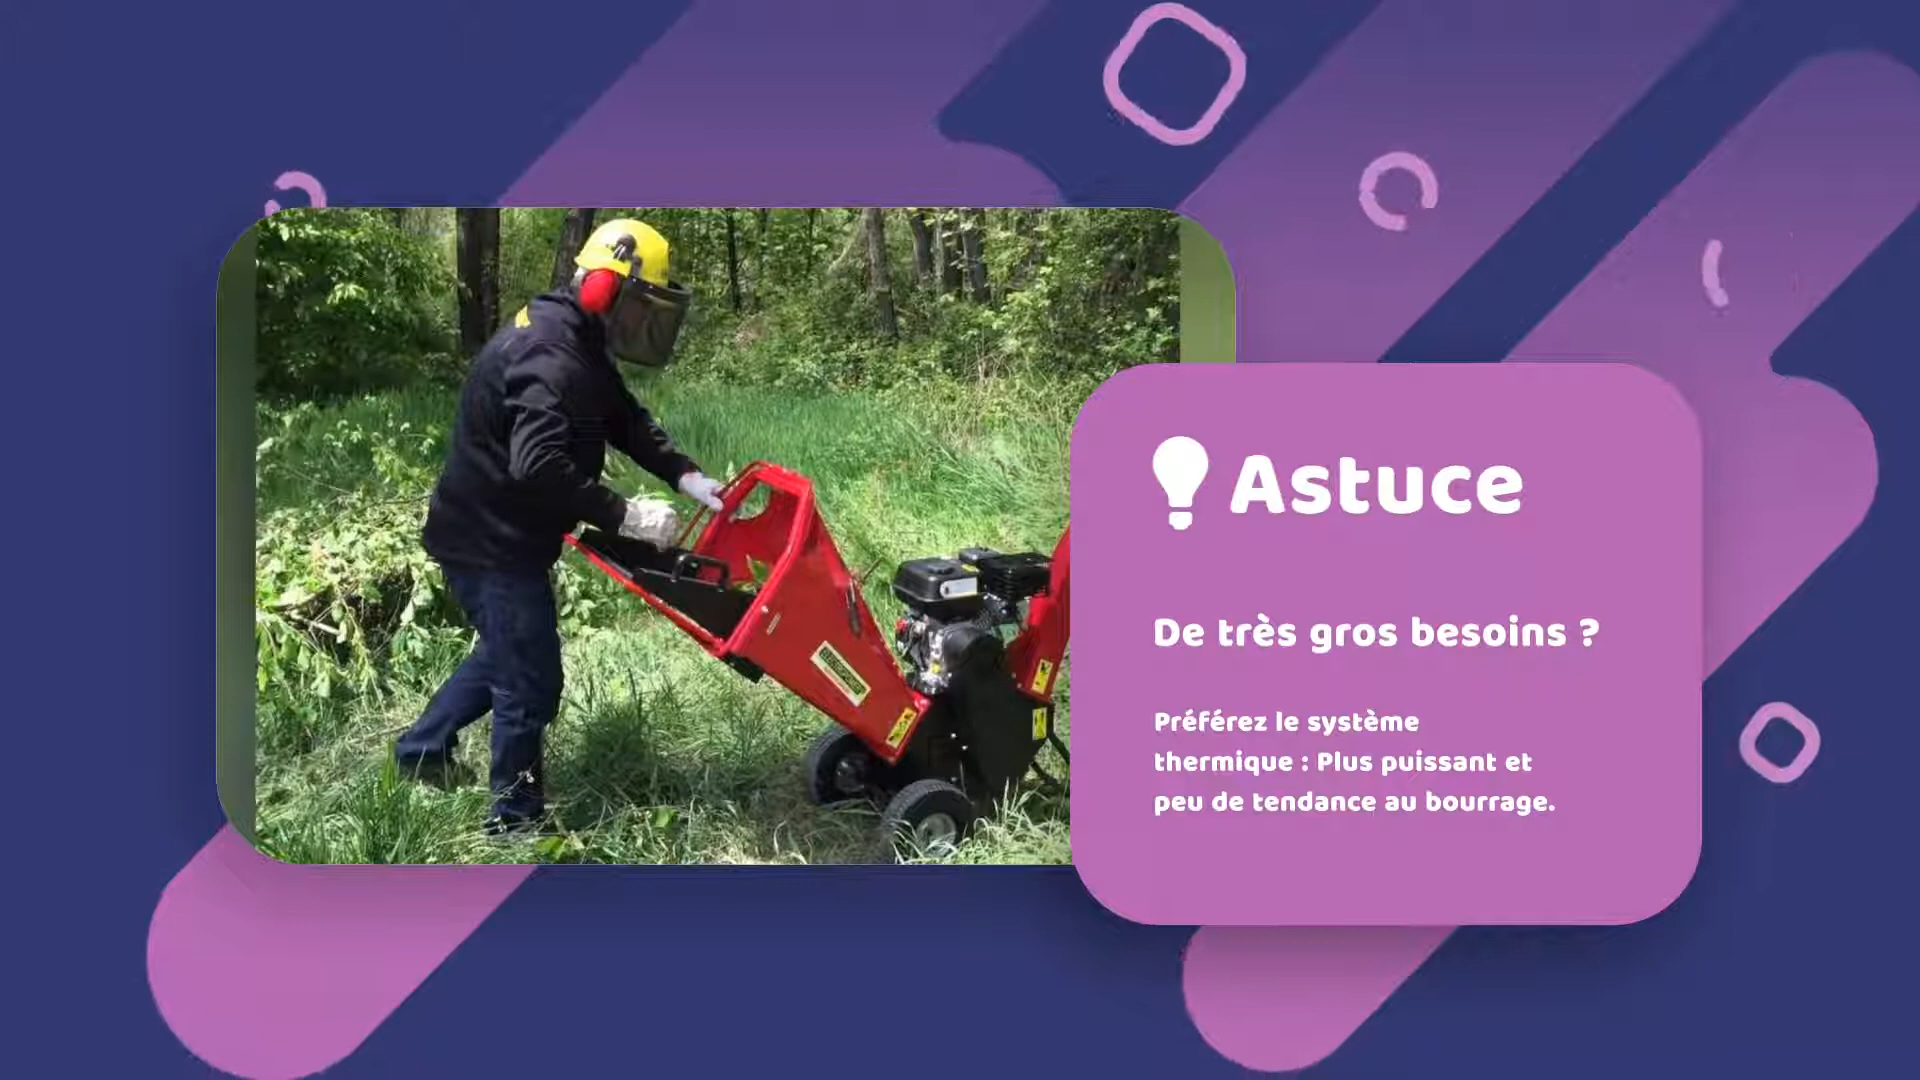 Astuce
De très gros besoins ?
Préférez le système
thermique : Plus puissant et
peu de tendance au bourrage.